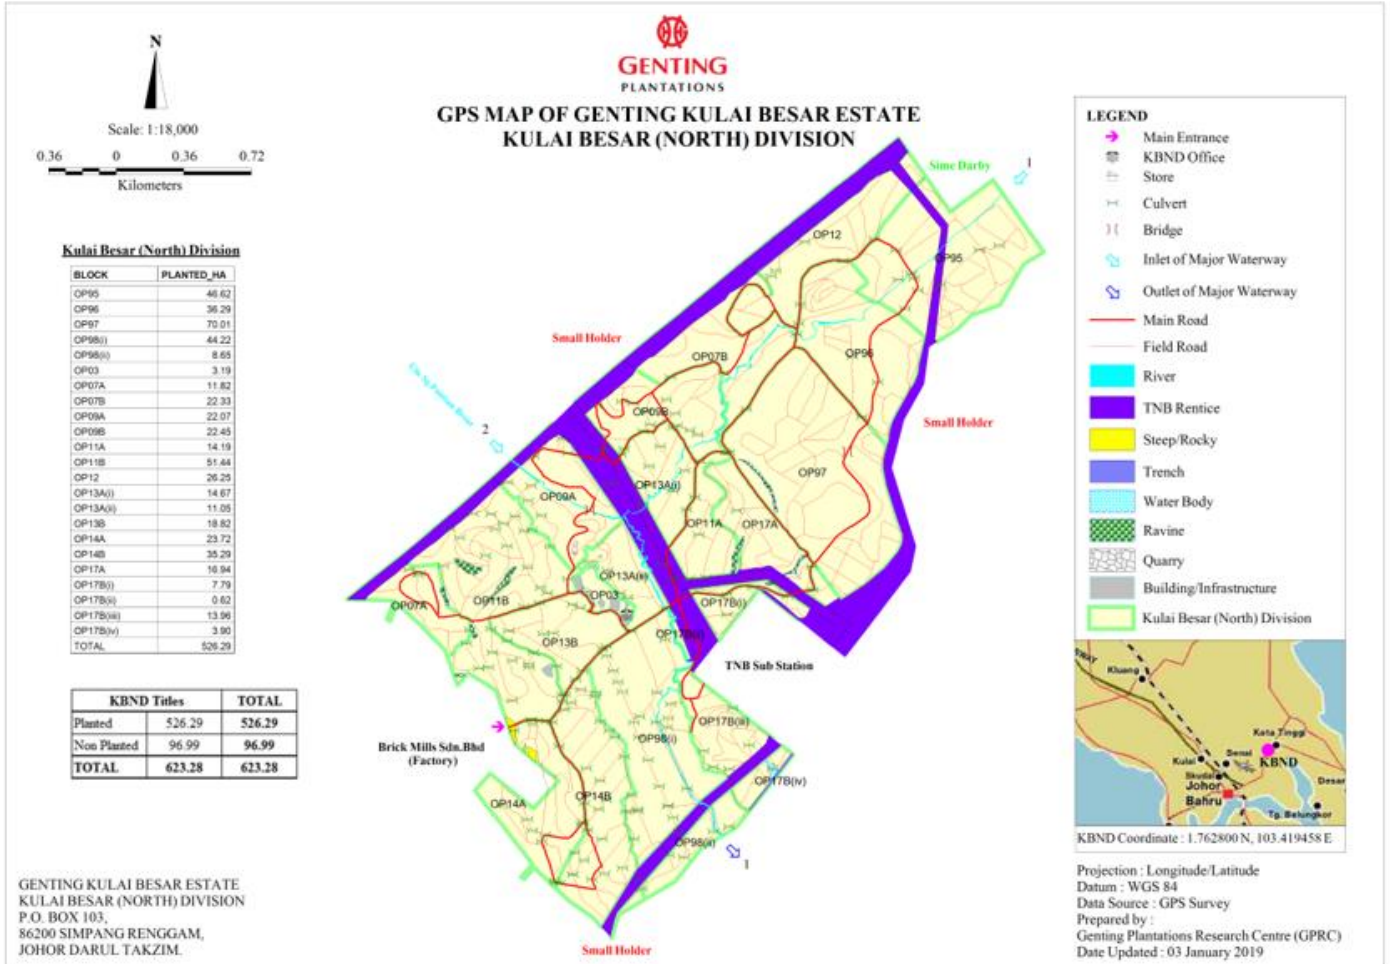 GENTING
PLANTATIONS
GPS MAP OF GENTING KULAI BESAR ESTATE
KULAI BESAR (NORTH) DIVISION
N
Scale: 1:18,000
0.36 0 0.36 0.72
Kilometers
Kulai Besar (North) Division
BLOCK PLANTED_HA
OP95 46.62
OP96 36.29
OP97 70.01
OP98(i) 44.22
OP98(ii) 8.65
OP03 3.19
OP07A 11.82
OP07B 22.33
OP09A 22.07
OP09B 22.45
OP11A 14.19
OP11B 51.44
OP12 26.25
OP13A(i) 14.67
OP13A(ii) 11.05
OP13B 18.82
OP14A 23.72
OP14B 35.29
OP17A 16.94
OP17B(i) 7.79
OP17B(ii) 0.62
OP17B(iii) 13.96
OP17B(iv) 3.90
TOTAL 526.29
KBND Titles TOTAL
Planted 526.29 526.29
Non Planted 96.99 96.99
TOTAL 623.28 623.28
GENTING KULAI BESAR ESTATE
KULAI BESAR (NORTH) DIVISION
P.O. BOX 103,
86200 SIMPANG RENGGAM,
JOHOR DARUL TAKZIM.
Sime Darby
1
OP12
OP95
Small Holder
OP07B
OP96
OP09B
Small Holder
2
OP97
OP13A(i)
OP09A
OP11A
OP17A
OP13A(ii)
OP03
OP07A
OP11B
OP17B(i)
OP17B(ii)
OP13B
TNB Sub Station
OP17B(iii)
OP98(i)
Brick Mills Sdn.Bhd
(Factory)
OP17B(iv)
OP14A
OP14B
OP98(ii)
1
Small Holder
LEGEND
Main Entrance
KBND Office
Store
Culvert
Bridge
Inlet of Major Waterway
Outlet of Major Waterway
Main Road
Field Road
River
TNB Rentice
Steep/Rocky
Trench
Water Body
Ravine
Quarry
Building/Infrastructure
Kulai Besar (North) Division
Kluang
Kota Tinggi
Kulai
Senai
KBND
Skudai
Johor
Bahru
Desar
Tg. Belungkor
KBND Coordinate : 1.762800 N, 103.419458 E
Projection : Longitude/Latitude
Datum : WGS 84
Data Source : GPS Survey
Prepared by :
Genting Plantations Research Centre (GPRC)
Date Updated : 03 January 2019